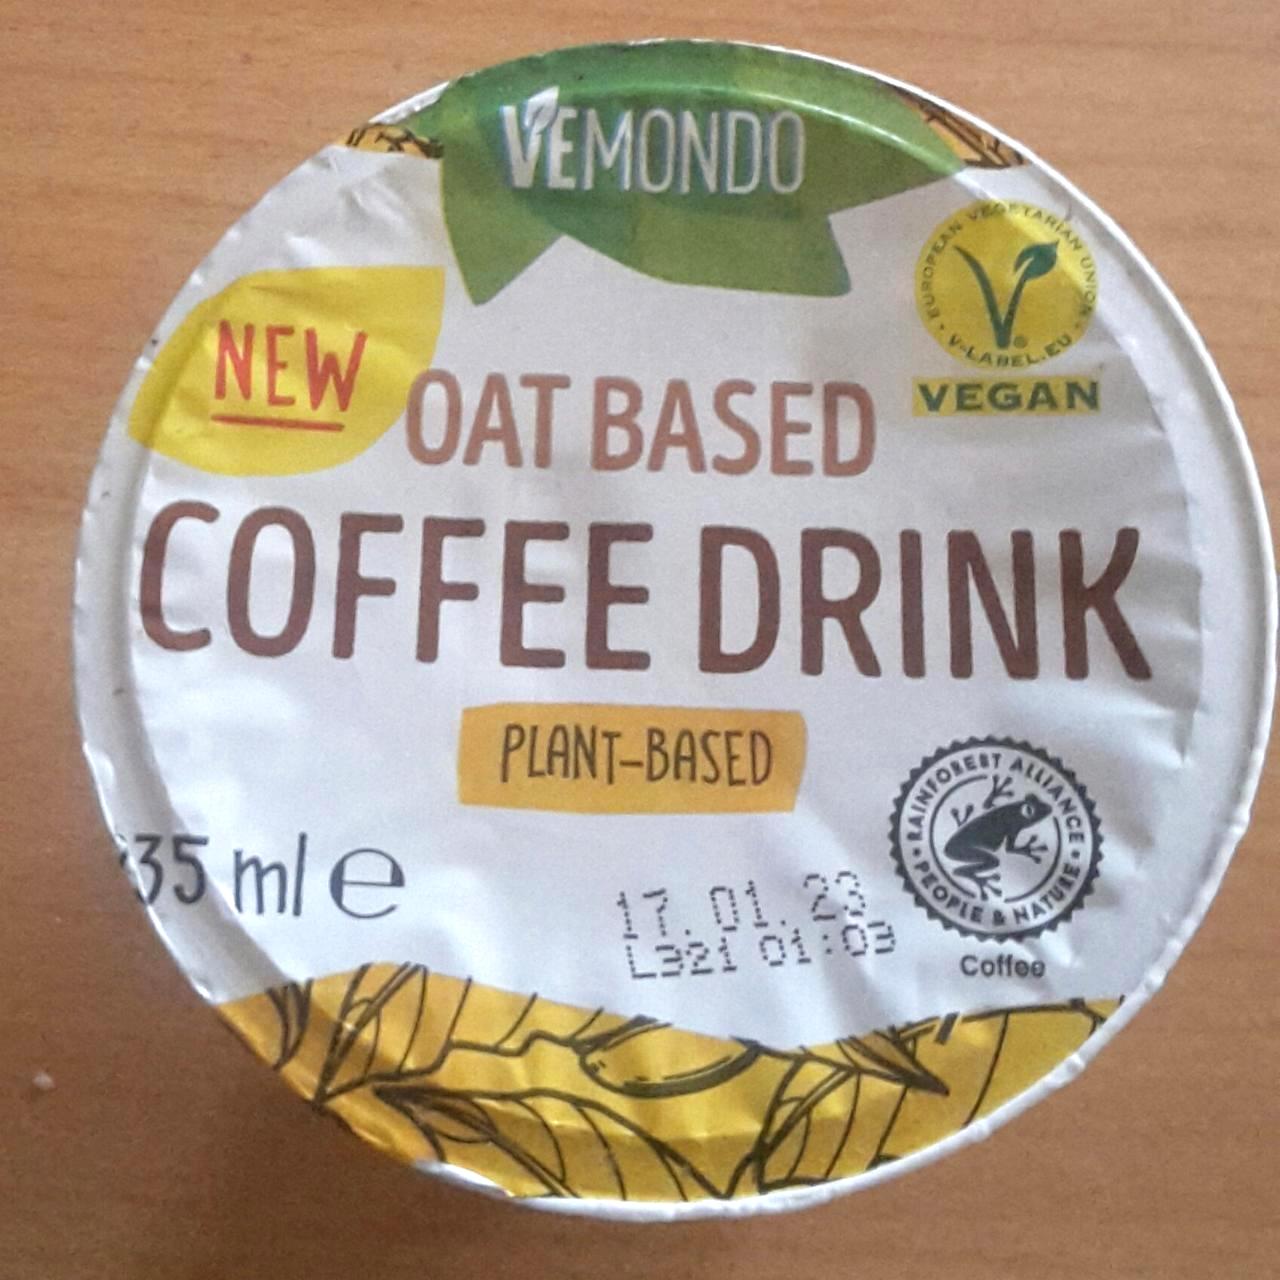 VEMONDO
EUROPEAN VEGETARIAN UNION
V-LABEL.EU
VEGAN
NEW
OAT BASED
COFFEE DRINK
PLANT-BASED
35 ml e
17.01.23
L321 01:03
RAINFOREST ALLIANCE
PEOPLE & NATURE
Coffee